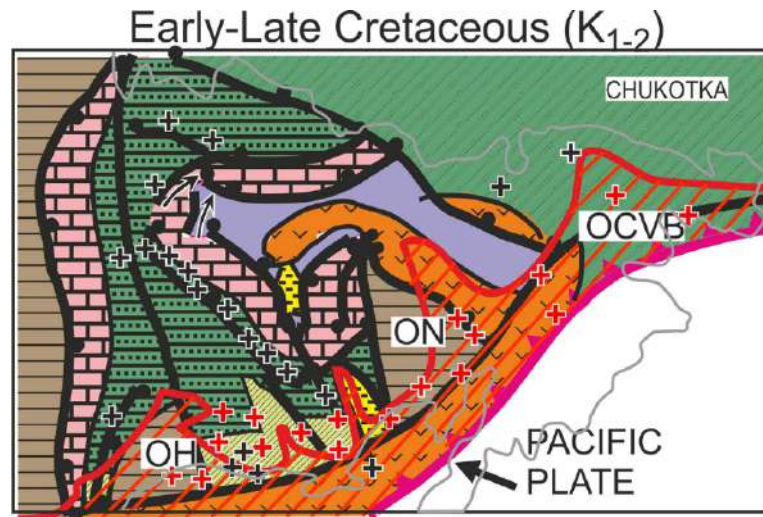 Early-Late Cretaceous (K1-2)
CHUKOTKA
OCVB
ON
OH
PACIFIC
PLATE